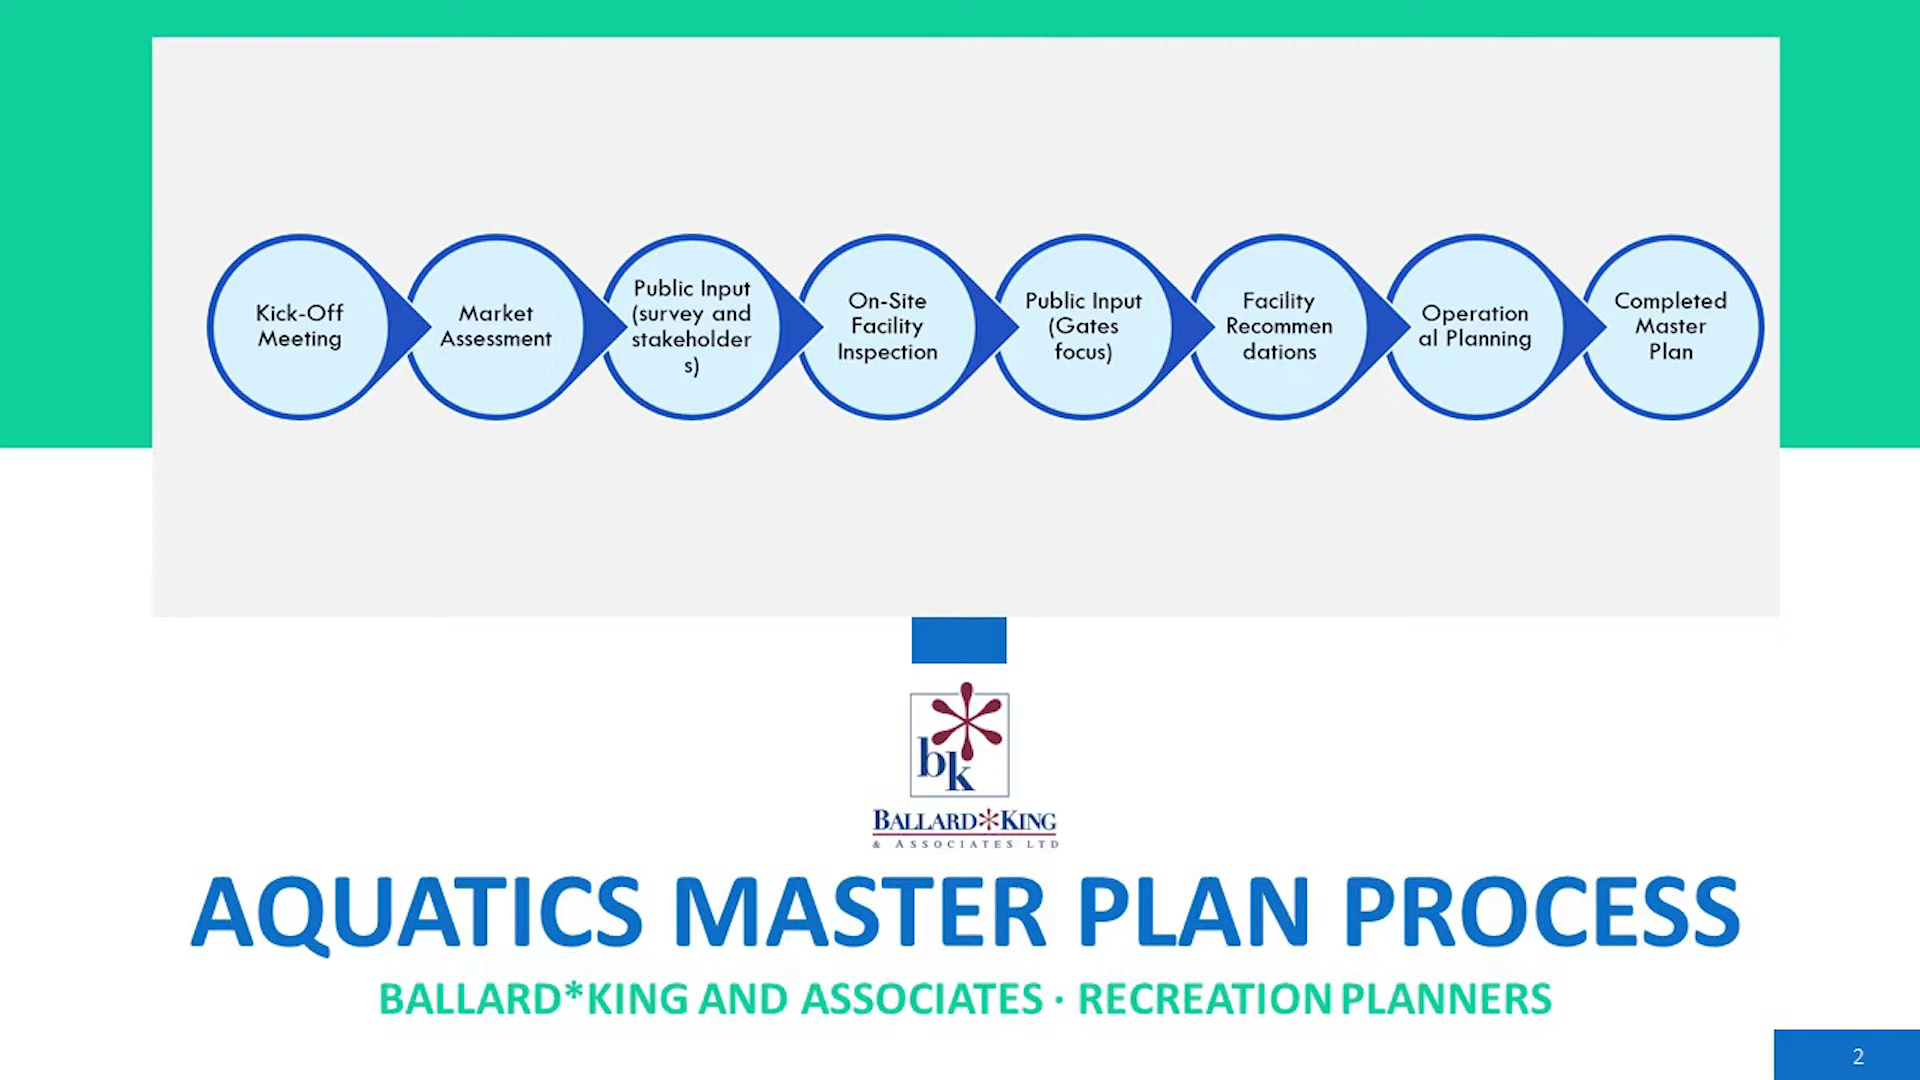 Kick-Off
Meeting
Market
Assessment
Public Input
(survey and
stakeholder
s)
On-Site
Facility
Inspection
Public Input
(Gates
focus)
Facility
Recommen
dations
Operation
al Planning
Completed
Master
Plan
bk
BALLARD*KING
& ASSOCIATES LTD
AQUATICS MASTER PLAN PROCESS
BALLARD*KING AND ASSOCIATES · RECREATION PLANNERS
2